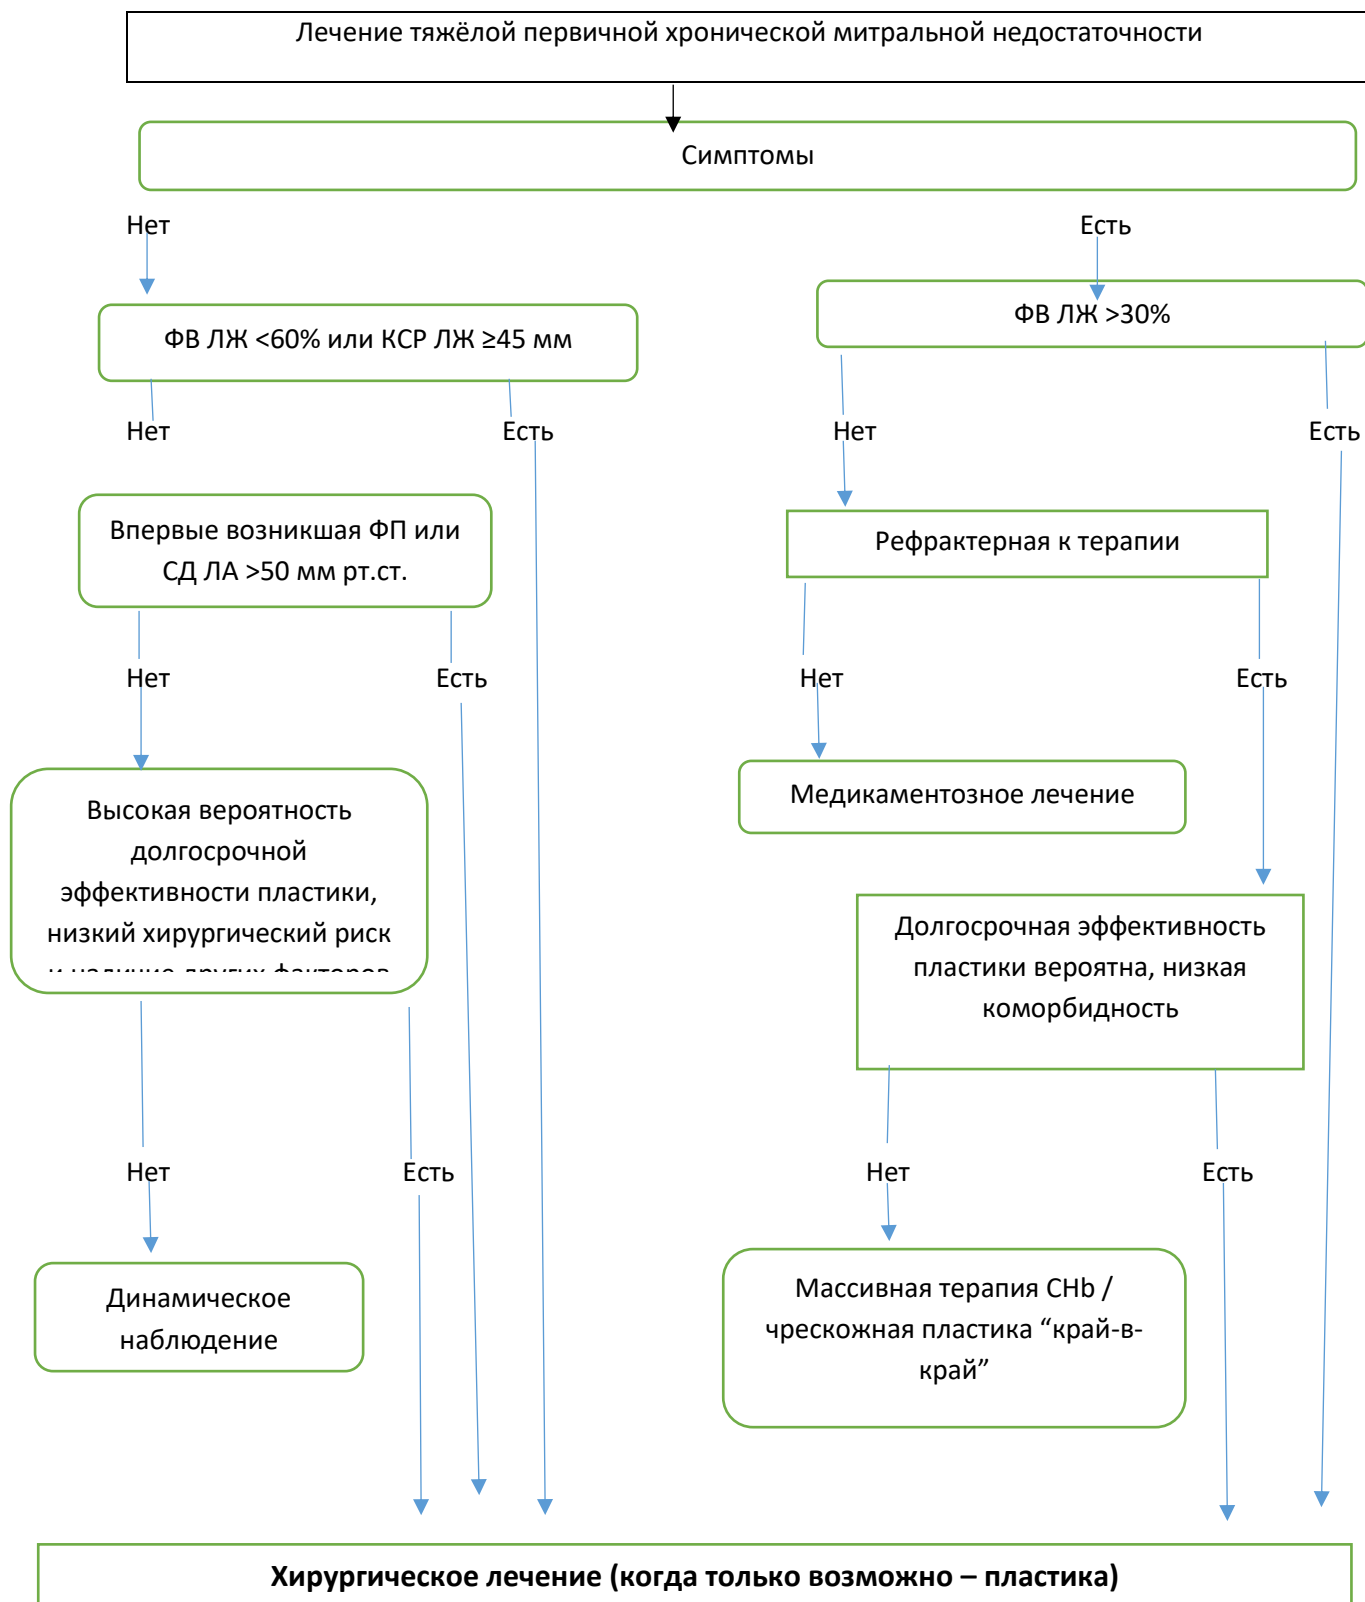 Лечение тяжёлой первичной хронической митральной недостаточности
Симптомы
Нет
Есть
ФВ ЛЖ <60% или КСР ЛЖ ≥45 мм
ФВ ЛЖ >30%
Нет
Есть
Нет
Есть
Впервые возникшая ФП или
СД ЛА >50 мм рт.ст.
Рефрактерная к терапии
Нет
Есть
Нет
Есть
Высокая вероятность
долгосрочной
эффективности пластики,
низкий хирургический риск
и наличие других факторов
Медикаментозное лечение
Долгосрочная эффективность
пластики вероятна, низкая
коморбидность
Нет
Есть
Нет
Есть
Динамическое
наблюдение
Массивная терапия СНb /
чрескожная пластика “край-в-
край”
Хирургическое лечение (когда только возможно – пластика)